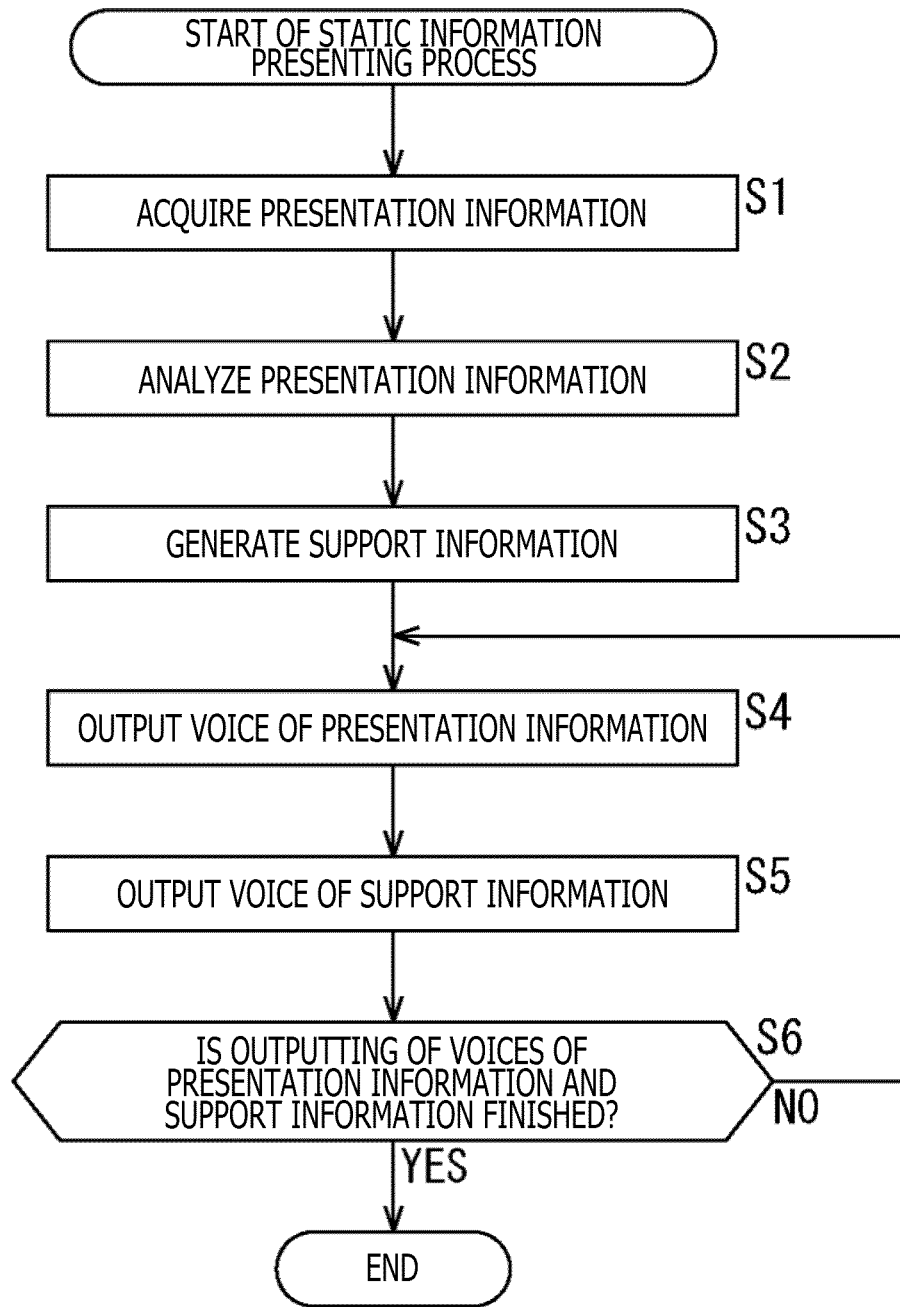 START OF STATIC INFORMATION
PRESENTING PROCESS
S1
ACQUIRE PRESENTATION INFORMATION
S2
ANALYZE PRESENTATION INFORMATION
S3
GENERATE SUPPORT INFORMATION
S4
OUTPUT VOICE OF PRESENTATION INFORMATION
S5
OUTPUT VOICE OF SUPPORT INFORMATION
S6
IS OUTPUTTING OF VOICES OF
PRESENTATION INFORMATION AND
SUPPORT INFORMATION FINISHED?
NO
YES
END